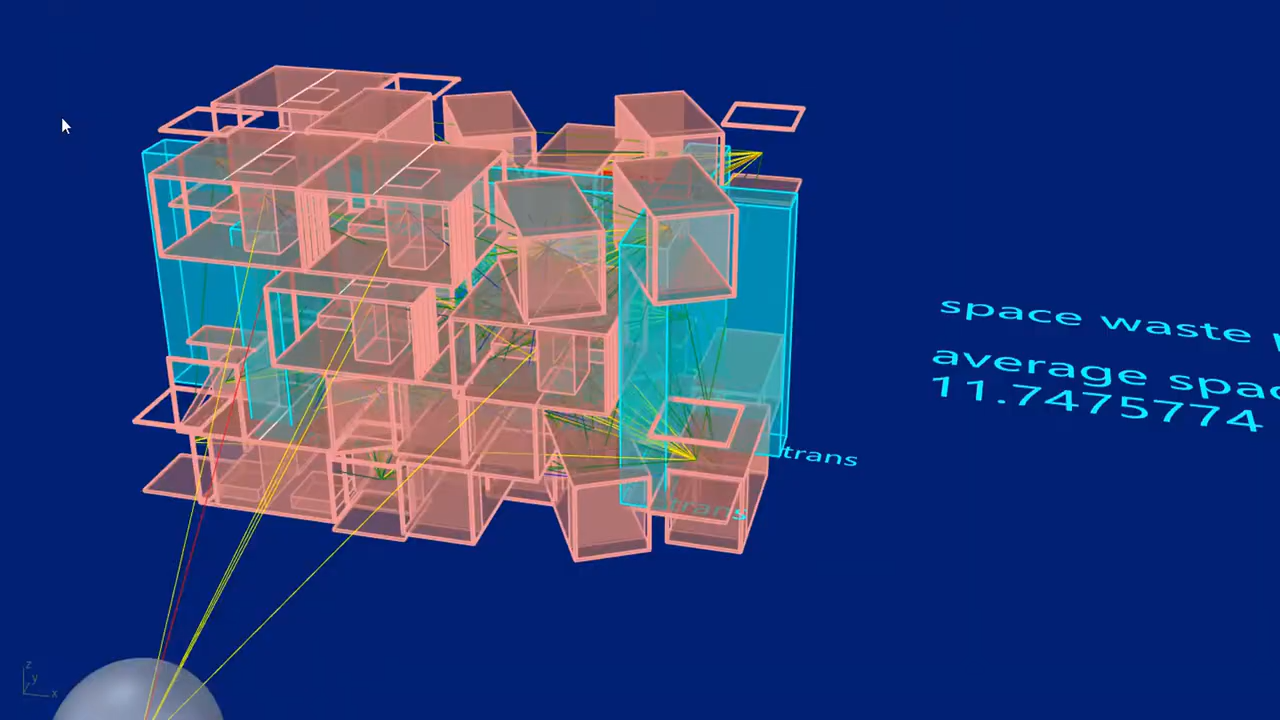 space waste
average spac
11.7475774
trans
trans
z
y
x